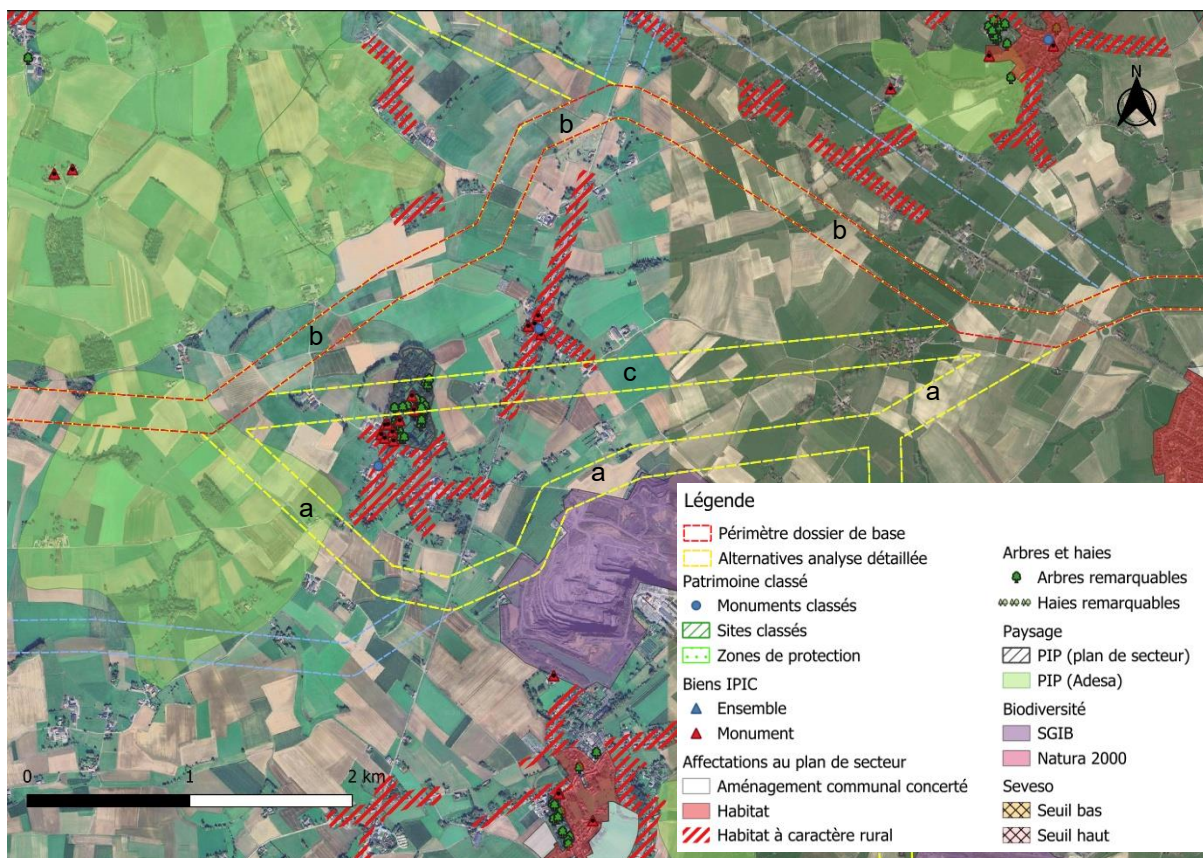 b
N
b
b
c
a
a
a
0
1
2 km
Légende
Périmètre dossier de base
Alternatives analyse détaillée
Patrimoine classé
Monuments classés
Sites classés
Zones de protection
Biens IPIC
Ensemble
Monument
Affectations au plan de secteur
Aménagement communal concerté
Habitat
Habitat à caractère rural
Arbres et haies
Arbres remarquables
Haies remarquables
Paysage
PIP (plan de secteur)
PIP (Adesa)
Biodiversité
SGIB
Natura 2000
Seveso
Seuil bas
Seuil haut